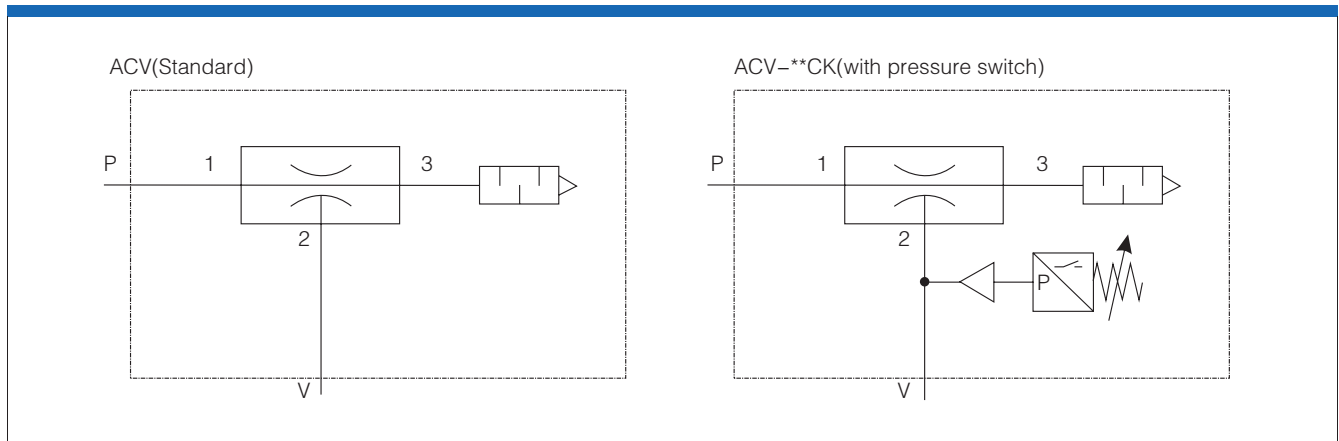 ACV(Standard)
P
1
3
2
V
ACV–**CK(with pressure switch)
P
1
3
2
P
V